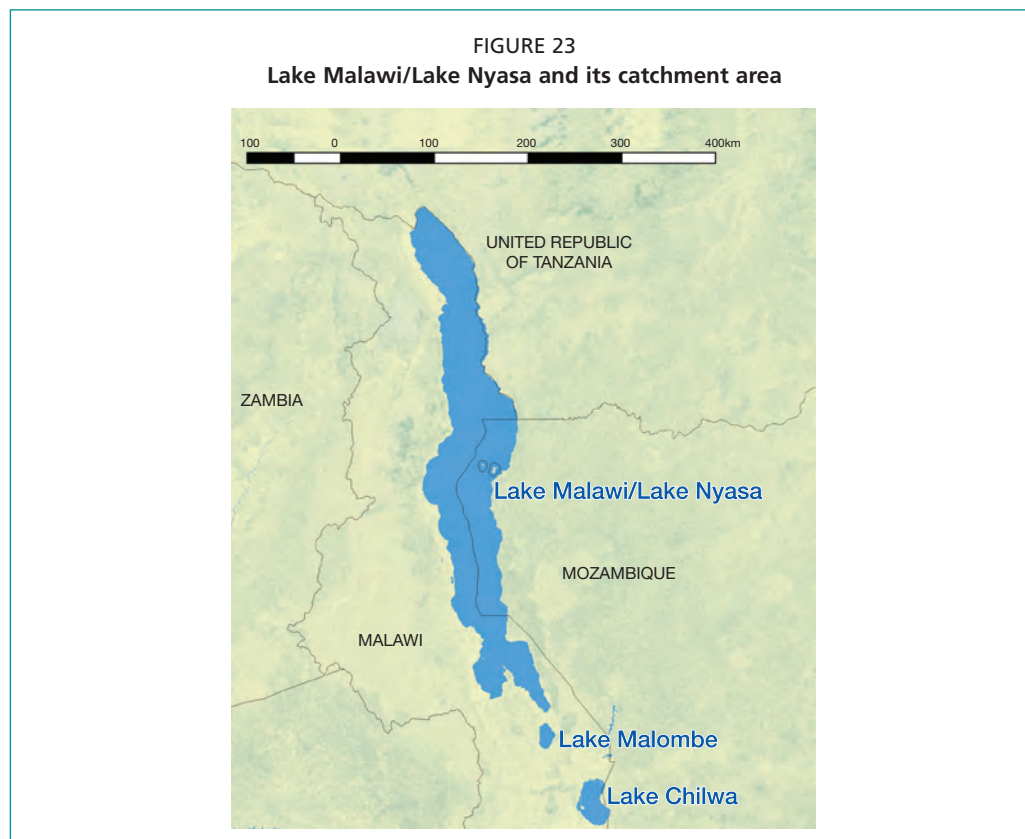 FIGURE 23
Lake Malawi/Lake Nyasa and its catchment area
100 0 100 200 300 400km
UNITED REPUBLIC
OF TANZANIA
ZAMBIA
Lake Malawi/Lake Nyasa
MOZAMBIQUE
MALAWI
Lake Malombe
Lake Chilwa